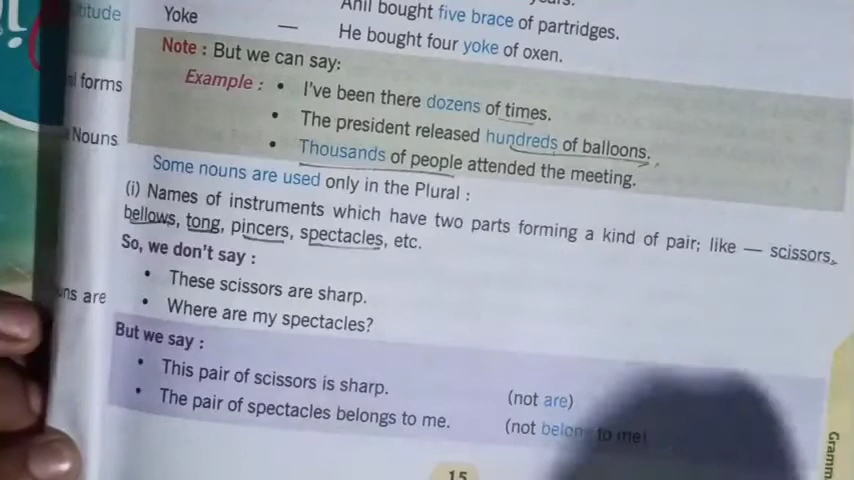 Anil bought five brace of partridges.
Yoke — He bought four yoke of oxen.
Note : But we can say:
Example : • I've been there dozens of times.
• The president released hundreds of balloons.
• Thousands of people attended the meeting.
Some nouns are used only in the Plural :
(i) Names of instruments which have two parts forming a kind of pair; like — scissors,
bellows, tong, pincers, spectacles, etc.
So, we don't say :
• These scissors are sharp.
• Where are my spectacles?
But we say :
• This pair of scissors is sharp. (not are)
• The pair of spectacles belongs to me. (not belong to me)
15
forms
Nouns
are
Gramm